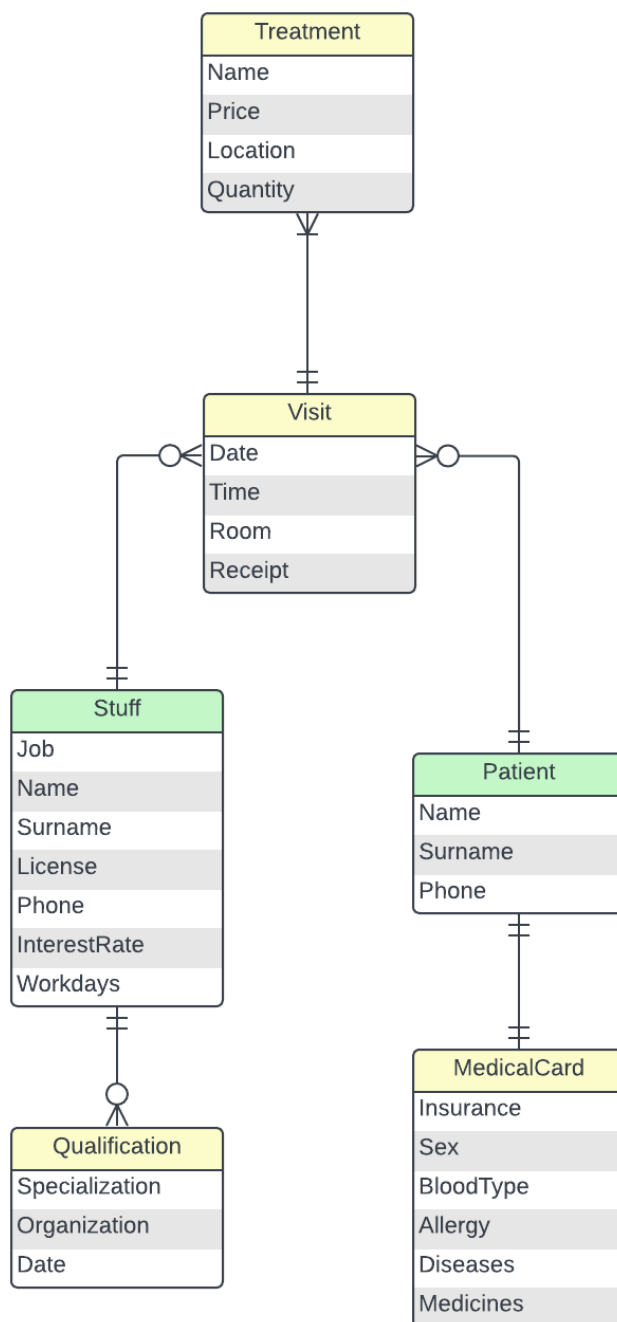 Treatment
Name
Price
Location
Quantity
Visit
Date
Time
Room
Receipt
Stuff
Job
Name
Surname
License
Phone
InterestRate
Workdays
Patient
Name
Surname
Phone
Qualification
Specialization
Organization
Date
MedicalCard
Insurance
Sex
BloodType
Allergy
Diseases
Medicines